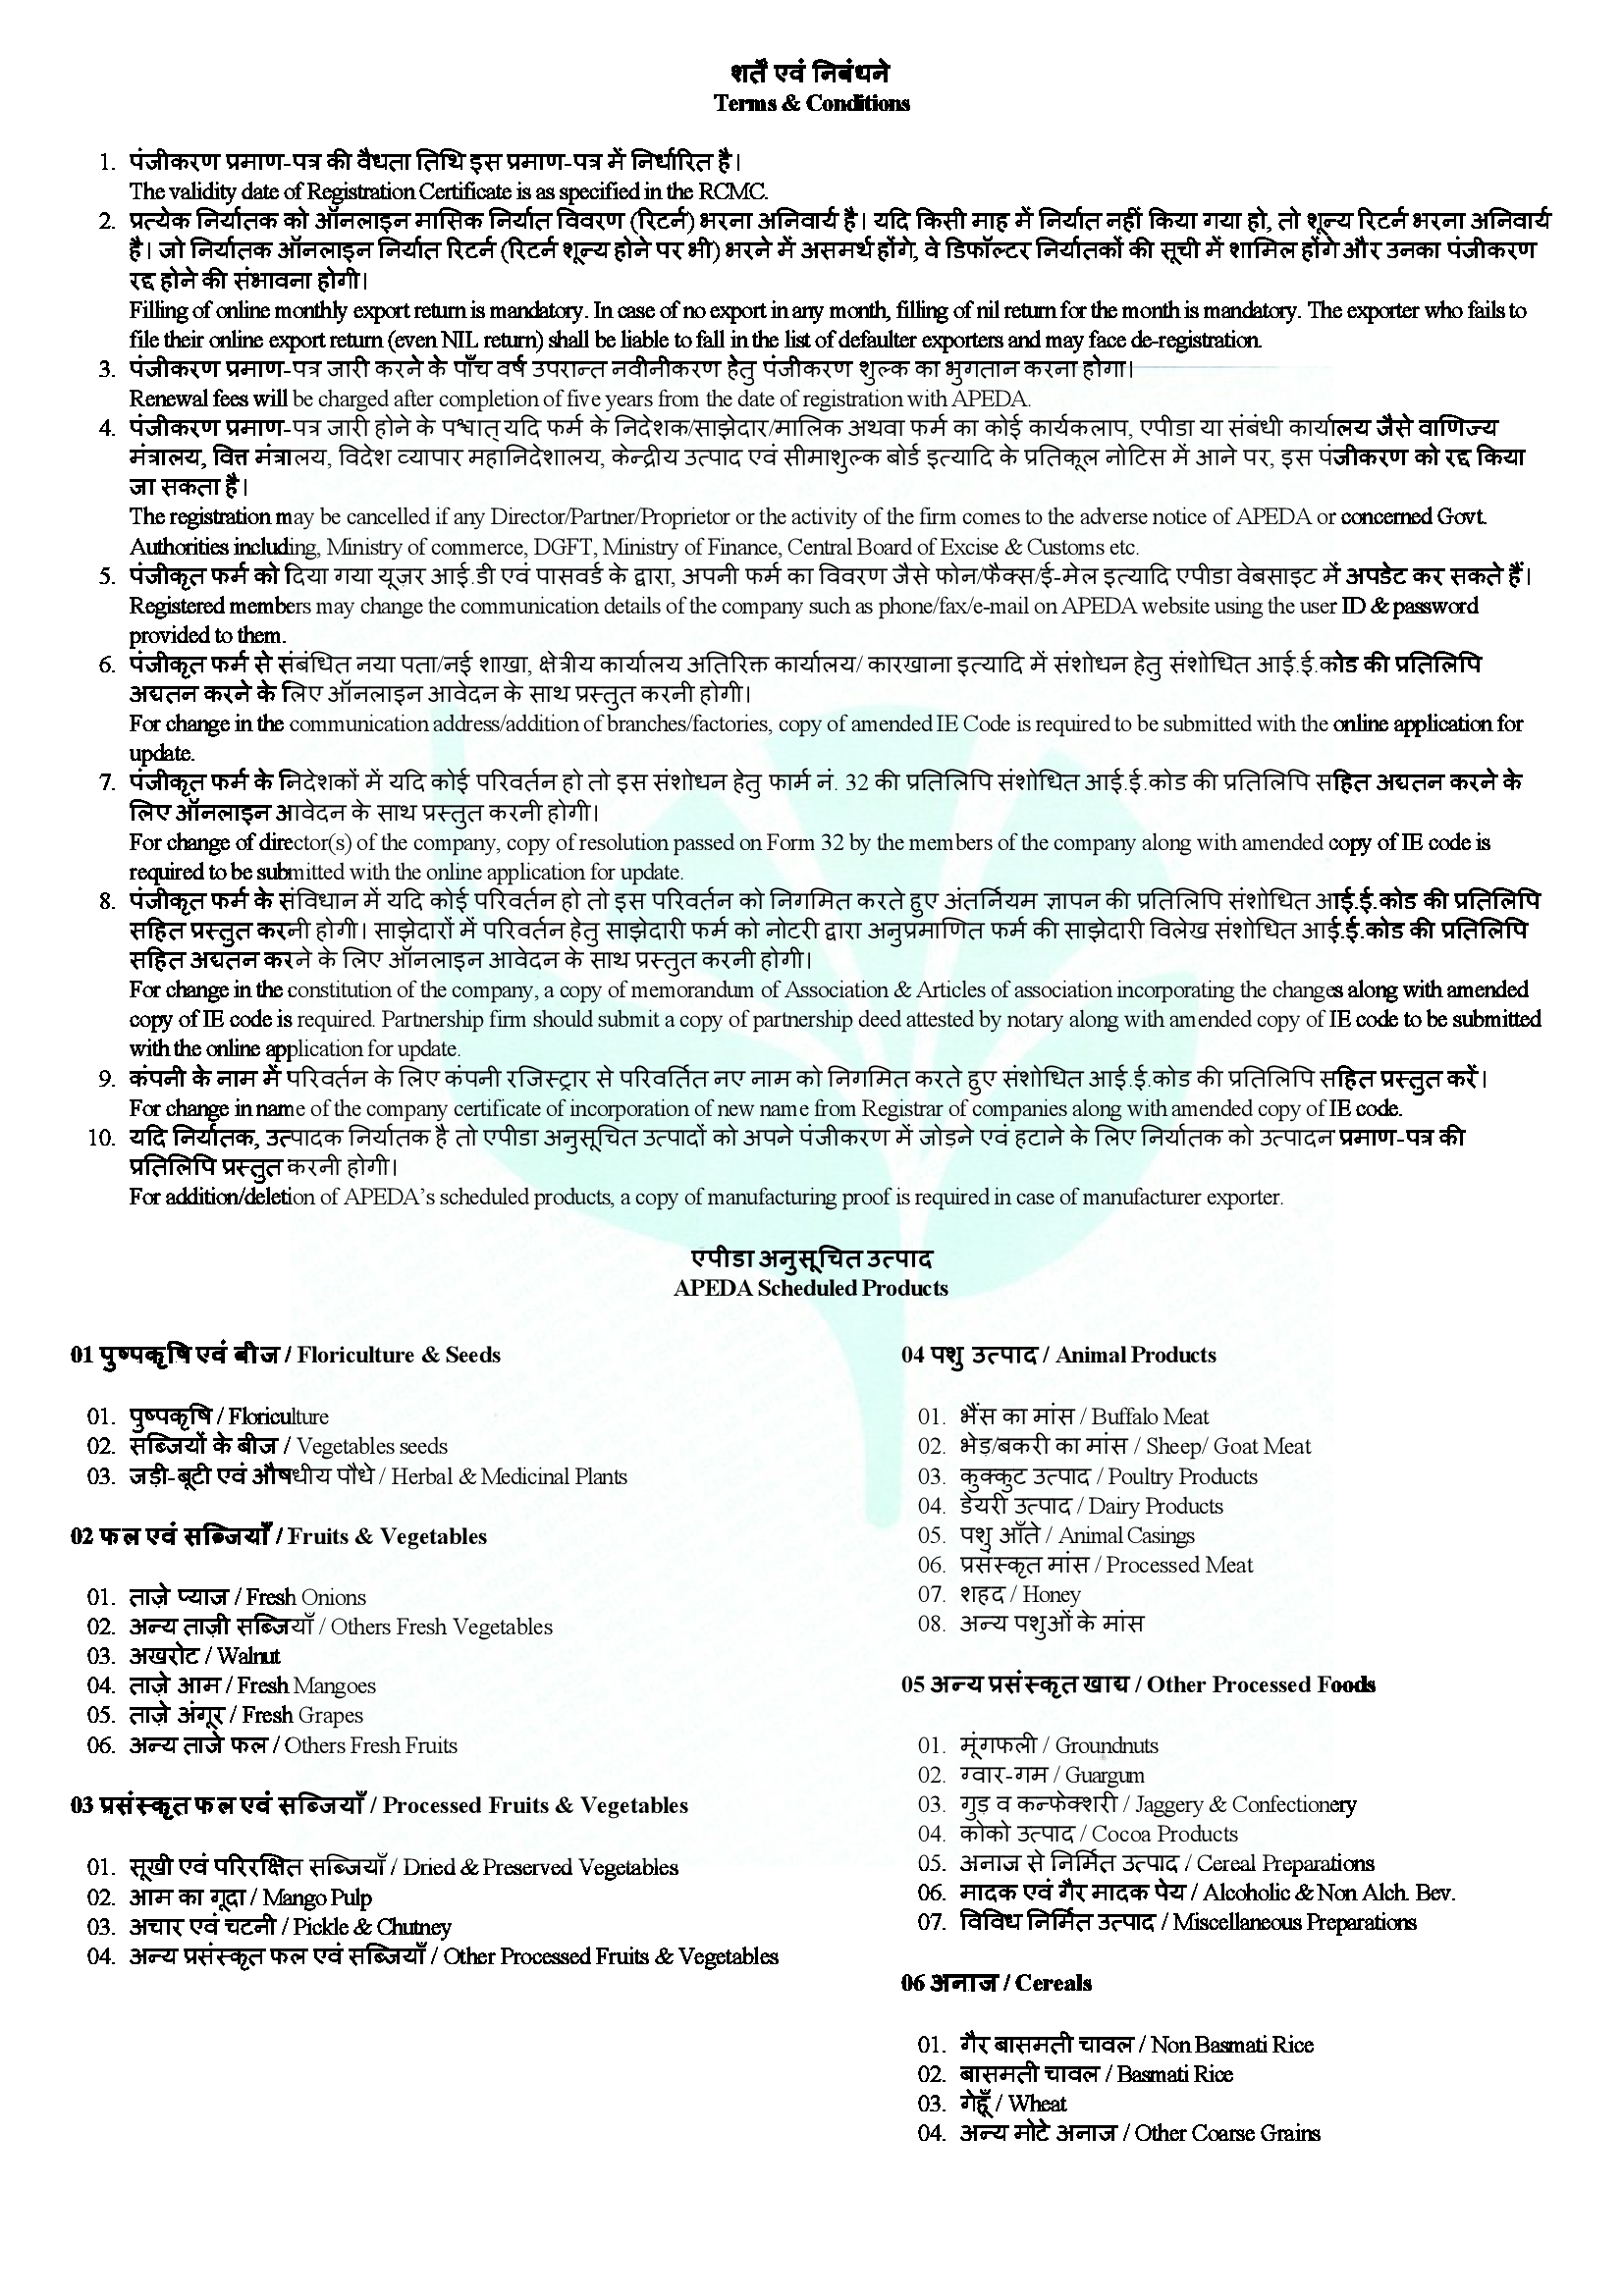 शर्तें एवं निबंधने
Terms & Conditions
1. पंजीकरण प्रमाण-पत्र की वैधता तिथि इस प्रमाण-पत्र में निर्धारित है।
The validity date of Registration Certificate is as specified in the RCMC.
2. प्रत्येक निर्यातक को ऑनलाइन मासिक निर्यात विवरण (रिटर्न) भरना अनिवार्य है। यदि किसी माह में निर्यात नहीं किया गया हो, तो शून्य रिटर्न भरना अनिवार्य
है। जो निर्यातक ऑनलाइन निर्यात रिटर्न (रिटर्न शून्य होने पर भी) भरने में असमर्थ होंगे, वे डिफॉल्टर निर्यातकों की सूची में शामिल होंगे और उनका पंजीकरण
रद्द होने की संभावना होगी।
Filling of online monthly export return is mandatory. In case of no export in any month, filling of nil return for the month is mandatory. The exporter who fails to
file their online export return (even NIL return) shall be liable to fall in the list of defaulter exporters and may face de-registration.
3. पंजीकरण प्रमाण-पत्र जारी करने के पाँच वर्ष उपरान्त नवीनीकरण हेतु पंजीकरण शुल्क का भुगतान करना होगा।
Renewal fees will be charged after completion of five years from the date of registration with APEDA.
4. पंजीकरण प्रमाण-पत्र जारी होने के पश्चात् यदि फर्म के निदेशक/साझेदार/मालिक अथवा फर्म का कोई कार्यकलाप, एपीडा या संबंधी कार्यालय जैसे वाणिज्य
मंत्रालय, वित्त मंत्रालय, विदेश व्यापार महानिदेशालय, केन्द्रीय उत्पाद एवं सीमाशुल्क बोर्ड इत्यादि के प्रतिकूल नोटिस में आने पर, इस पंजीकरण को रद्द किया
जा सकता है।
The registration may be cancelled if any Director/Partner/Proprietor or the activity of the firm comes to the adverse notice of APEDA or concerned Govt.
Authorities including, Ministry of commerce, DGFT, Ministry of Finance, Central Board of Excise & Customs etc.
5. पंजीकृत फर्म को दिया गया यूज़र आई.डी एवं पासवर्ड के द्वारा, अपनी फर्म का विवरण जैसे फोन/फैक्स/ई-मेल इत्यादि एपीडा वेबसाइट में अपडेट कर सकते हैं।
Registered members may change the communication details of the company such as phone/fax/e-mail on APEDA website using the user ID & password
provided to them.
6. पंजीकृत फर्म से संबंधित नया पता/नई शाखा, क्षेत्रीय कार्यालय अतिरिक्त कार्यालय/ कारखाना इत्यादि में संशोधन हेतु संशोधित आई.ई.कोड की प्रतिलिपि
अद्यतन करने के लिए ऑनलाइन आवेदन के साथ प्रस्तुत करनी होगी।
For change in the communication address/addition of branches/factories, copy of amended IE Code is required to be submitted with the online application for
update.
7. पंजीकृत फर्म के निदेशकों में यदि कोई परिवर्तन हो तो इस संशोधन हेतु फार्म नं. 32 की प्रतिलिपि संशोधित आई.ई.कोड की प्रतिलिपि सहित अद्यतन करने के
लिए ऑनलाइन आवेदन के साथ प्रस्तुत करनी होगी।
For change of director(s) of the company, copy of resolution passed on Form 32 by the members of the company along with amended copy of IE code is
required to be submitted with the online application for update.
8. पंजीकृत फर्म के संविधान में यदि कोई परिवर्तन हो तो इस परिवर्तन को निगमित करते हुए अंतर्नियम ज्ञापन की प्रतिलिपि संशोधित आई.ई.कोड की प्रतिलिपि
सहित प्रस्तुत करनी होगी। साझेदारों में परिवर्तन हेतु साझेदारी फर्म को नोटरी द्वारा अनुप्रमाणित फर्म की साझेदारी विलेख संशोधित आई.ई.कोड की प्रतिलिपि
सहित अद्यतन करने के लिए ऑनलाइन आवेदन के साथ प्रस्तुत करनी होगी।
For change in the constitution of the company, a copy of memorandum of Association & Articles of association incorporating the changes along with amended
copy of IE code is required. Partnership firm should submit a copy of partnership deed attested by notary along with amended copy of IE code to be submitted
with the online application for update.
9. कंपनी के नाम में परिवर्तन के लिए कंपनी रजिस्ट्रार से परिवर्तित नए नाम को निगमित करते हुए संशोधित आई.ई.कोड की प्रतिलिपि सहित प्रस्तुत करें।
For change in name of the company certificate of incorporation of new name from Registrar of companies along with amended copy of IE code.
10. यदि निर्यातक, उत्पादक निर्यातक है तो एपीडा अनुसूचित उत्पादों को अपने पंजीकरण में जोड़ने एवं हटाने के लिए निर्यातक को उत्पादन प्रमाण-पत्र की
प्रतिलिपि प्रस्तुत करनी होगी।
For addition/deletion of APEDA’s scheduled products, a copy of manufacturing proof is required in case of manufacturer exporter.
एपीडा अनुसूचित उत्पाद
APEDA Scheduled Products
01 पुष्पकृषि एवं बीज / Floriculture & Seeds
01. पुष्पकृषि / Floriculture
02. सब्जियों के बीज / Vegetables seeds
03. जड़ी-बूटी एवं औषधीय पौधे / Herbal & Medicinal Plants
02 फल एवं सब्जियाँ / Fruits & Vegetables
01. ताज़े प्याज / Fresh Onions
02. अन्य ताज़ी सब्जियाँ / Others Fresh Vegetables
03. अखरोट / Walnut
04. ताज़े आम / Fresh Mangoes
05. ताज़े अंगूर / Fresh Grapes
06. अन्य ताजे फल / Others Fresh Fruits
03 प्रसंस्कृत फल एवं सब्जियाँ / Processed Fruits & Vegetables
01. सूखी एवं परिरक्षित सब्जियाँ / Dried & Preserved Vegetables
02. आम का गूदा / Mango Pulp
03. अचार एवं चटनी / Pickle & Chutney
04. अन्य प्रसंस्कृत फल एवं सब्जियाँ / Other Processed Fruits & Vegetables
04 पशु उत्पाद / Animal Products
01. भैंस का मांस / Buffalo Meat
02. भेड़/बकरी का मांस / Sheep/ Goat Meat
03. कुक्कुट उत्पाद / Poultry Products
04. डेयरी उत्पाद / Dairy Products
05. पशु आँते / Animal Casings
06. प्रसंस्कृत मांस / Processed Meat
07. शहद / Honey
08. अन्य पशुओं के मांस
05 अन्य प्रसंस्कृत खाद्य / Other Processed Foods
01. मूंगफली / Groundnuts
02. ग्वार-गम / Guargum
03. गुड़ व कन्फेक्शरी / Jaggery & Confectionery
04. कोको उत्पाद / Cocoa Products
05. अनाज से निर्मित उत्पाद / Cereal Preparations
06. मादक एवं गैर मादक पेय / Alcoholic & Non Alch. Bev.
07. विविध निर्मित उत्पाद / Miscellaneous Preparations
06 अनाज / Cereals
01. गैर बासमती चावल / Non Basmati Rice
02. बासमती चावल / Basmati Rice
03. गेहूँ / Wheat
04. अन्य मोटे अनाज / Other Coarse Grains